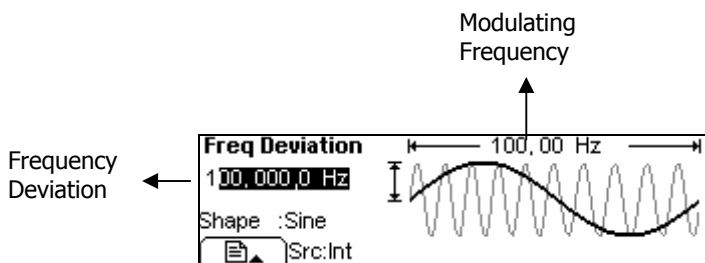 Modulating
Frequency
Freq Deviation
100,00 Hz
Frequency
Deviation
100,000,0 Hz
Shape :Sine
Src:Int